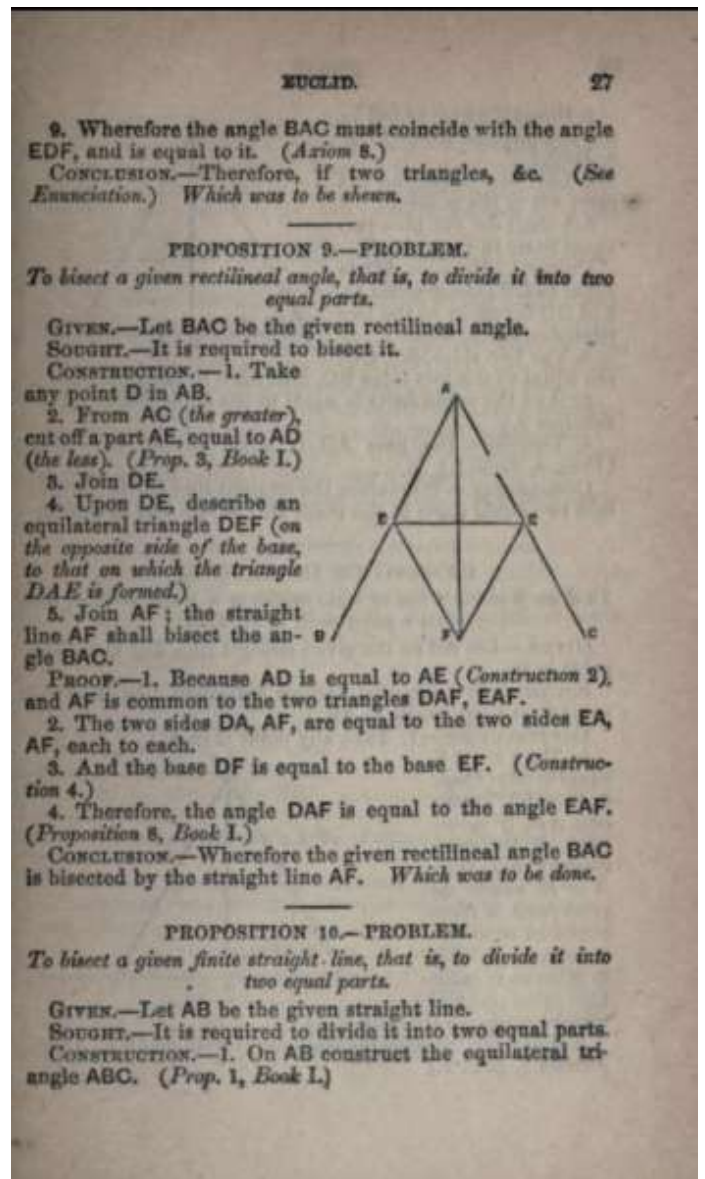 EUCLID. 27
9. Wherefore the angle BAC must coincide with the angle
EDF, and is equal to it. (Axiom 8.)
CONCLUSION.—Therefore, if two triangles, &c. (See
Enunciation.) Which was to be shewn.
PROPOSITION 9.—PROBLEM.
To bisect a given rectilineal angle, that is, to divide it into two
equal parts.
GIVEN.—Let BAC be the given rectilineal angle.
SOUGHT.—It is required to bisect it.
CONSTRUCTION.—1. Take
any point D in AB.
2. From AC (the greater),
cut off a part AE, equal to AD
(the less). (Prop. 3, Book I.)
3. Join DE.
4. Upon DE, describe an
equilateral triangle DEF (on
the opposite side of the base,
to that on which the triangle
DAE is formed.)
5. Join AF; the straight
line AF shall bisect the an-
gle BAC.
A
B
F
C
PROOF.—1. Because AD is equal to AE (Construction 2),
and AF is common to the two triangles DAF, EAF.
2. The two sides DA, AF, are equal to the two sides EA,
AF, each to each.
3. And the base DF is equal to the base EF. (Construc-
tion 4.)
4. Therefore, the angle DAF is equal to the angle EAF.
(Proposition 8, Book I.)
CONCLUSION.—Wherefore the given rectilineal angle BAC
is bisected by the straight line AF. Which was to be done.
PROPOSITION 10.—PROBLEM.
To bisect a given finite straight line, that is, to divide it into
two equal parts.
GIVEN.—Let AB be the given straight line.
SOUGHT.—It is required to divide it into two equal parts.
CONSTRUCTION.—1. On AB construct the equilateral tri-
angle ABC. (Prop. 1, Book I.)